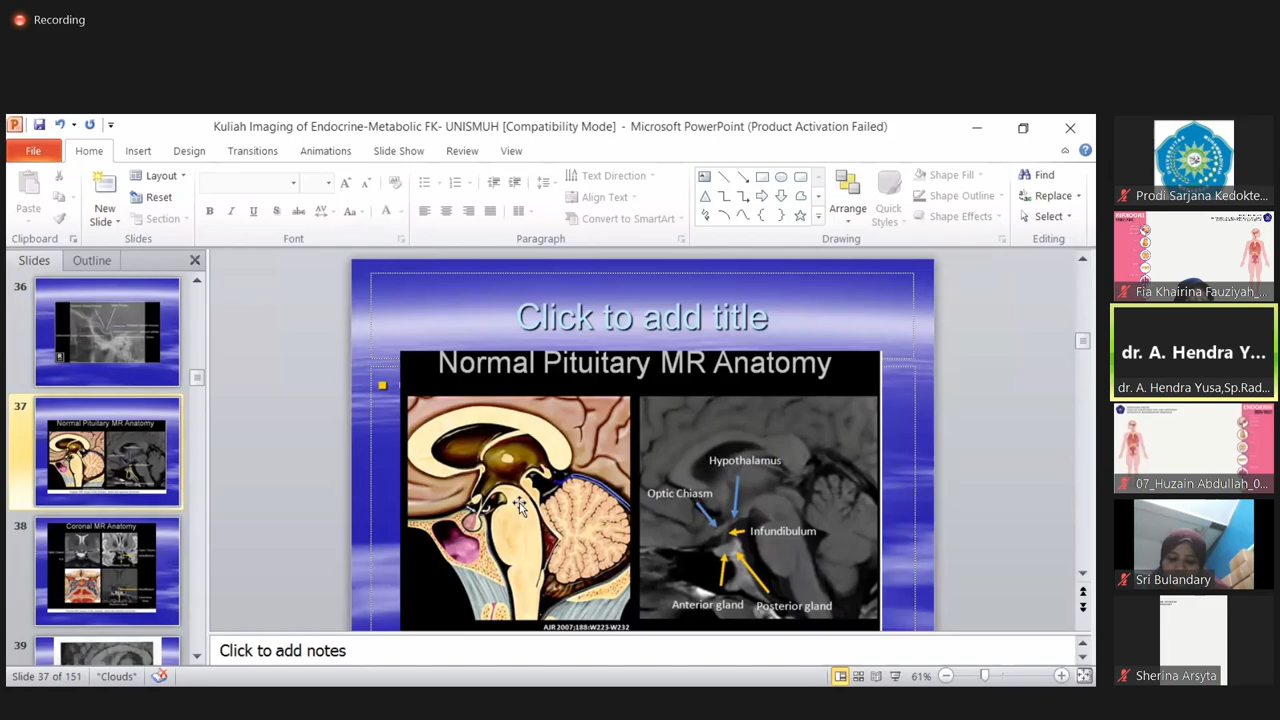 Recording
Kuliah Imaging of Endocrine-Metabolic FK- UNISMUH [Compatibility Mode] - Microsoft PowerPoint (Product Activation Failed)
File Home Insert Design Transitions Animations Slide Show Review View
Paste
New Slide
Layout
Reset
Section
B I U S abc AV Aa A
Text Direction
Align Text
Convert to SmartArt
Arrange
Quick Styles
Shape Fill
Shape Outline
Shape Effects
Find
Replace
Select
Clipboard Slides Font Paragraph Drawing Editing
Slides Outline
36
37
Normal Pituitary MR Anatomy
38
Coronal MR Anatomy
39
Click to add title
Normal Pituitary MR Anatomy
Hypothalamus
Optic Chiasm
Infundibulum
Anterior gland
Posterior gland
AJR 2007;188:W223-W232
Click to add notes
Slide 37 of 151 "Clouds" 61%
Prodi Sarjana Kedokte...
Fia Khairina Fauziyah_...
dr. A. Hendra Y...
dr. A. Hendra Yusa,Sp.Rad...
07_Huzain Abdullah_0...
Sri Bulandary
Sherina Arsyta